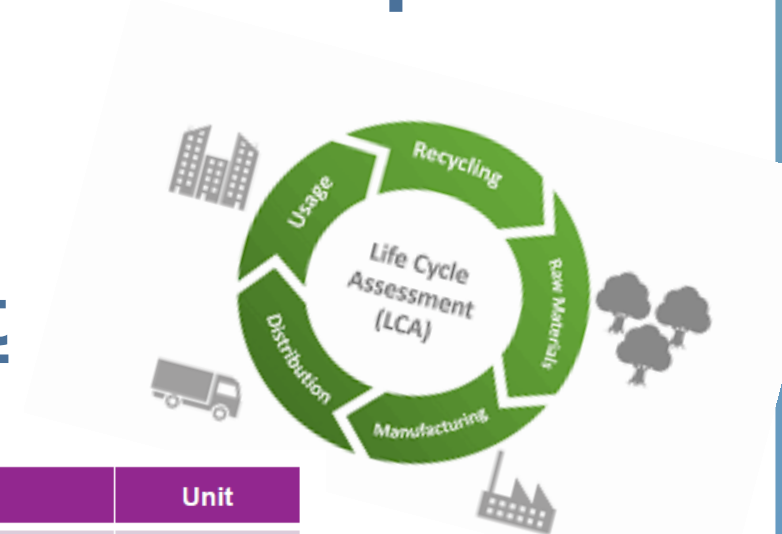 Recycling
Usage
Life Cycle
Assessment
(LCA)
Raw Materials
Distribution
Manufacturing
Unit